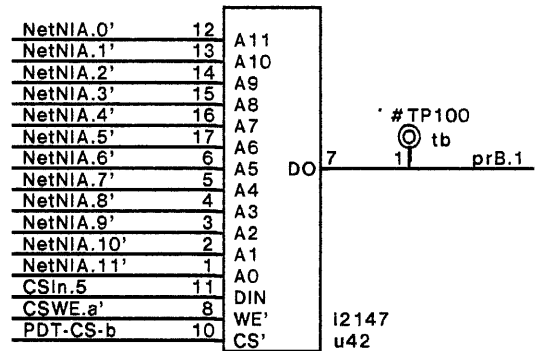 NetNIA.0' 12 A11
NetNIA.1' 13 A10
NetNIA.2' 14 A9
NetNIA.3' 15 A8
NetNIA.4' 16 A7
NetNIA.5' 17 A6
NetNIA.6' 6 A5
NetNIA.7' 5 A4
NetNIA.8' 4 A3
NetNIA.9' 3 A2
NetNIA.10' 2 A1
NetNIA.11' 1 A0
CSIn.5 11 DIN
CSWE.a' 8 WE'
PDT-CS-b 10 CS'
DO 7
#TP100
tb
1 prB.1
i2147
u42